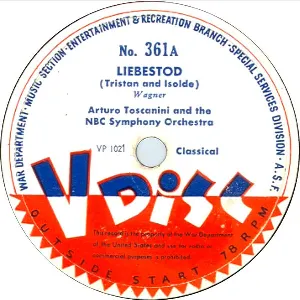 WAR DEPARTMENT · MUSIC SECTION · ENTERTAINMENT & RECREATION BRANCH · SPECIAL SERVICES DIVISION · A.S.F.
No. 361A
LIEBESTOD
(Tristan and Isolde)
Wagner
Arturo Toscanini and the
NBC Symphony Orchestra
VP 1021 Classical
V DISC
This record is the property of the War Department
of the United States and use for radio or
commercial purposes is prohibited.
OUTSIDE START 78 RPM